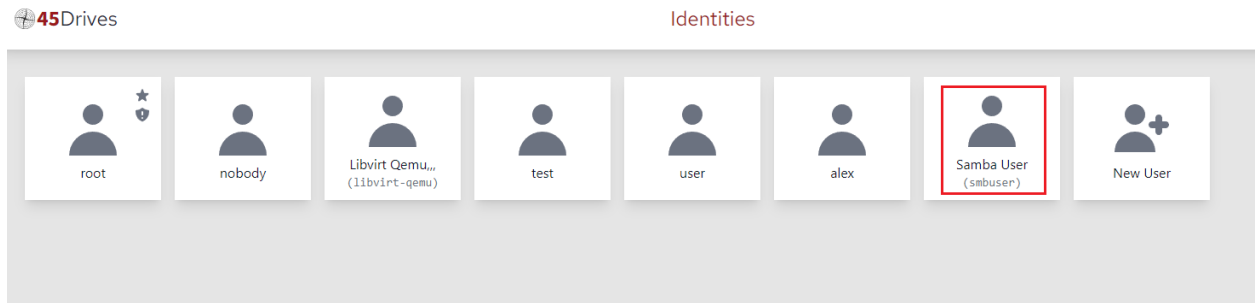 45Drives
Identities
root
nobody
Libvirt Qemu,,,
(libvirt-qemu)
test
user
alex
Samba User
(smbuser)
New User